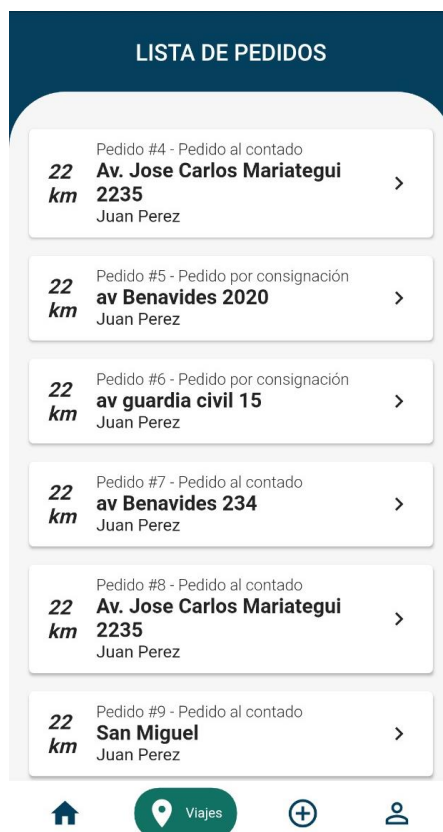 LISTA DE PEDIDOS
22 km
Pedido #4 - Pedido al contado
Av. Jose Carlos Mariategui
2235
Juan Perez
22 km
Pedido #5 - Pedido por consignación
av Benavides 2020
Juan Perez
22 km
Pedido #6 - Pedido por consignación
av guardia civil 15
Juan Perez
22 km
Pedido #7 - Pedido al contado
av Benavides 234
Juan Perez
22 km
Pedido #8 - Pedido al contado
Av. Jose Carlos Mariategui
2235
Juan Perez
22 km
Pedido #9 - Pedido al contado
San Miguel
Juan Perez
Viajes